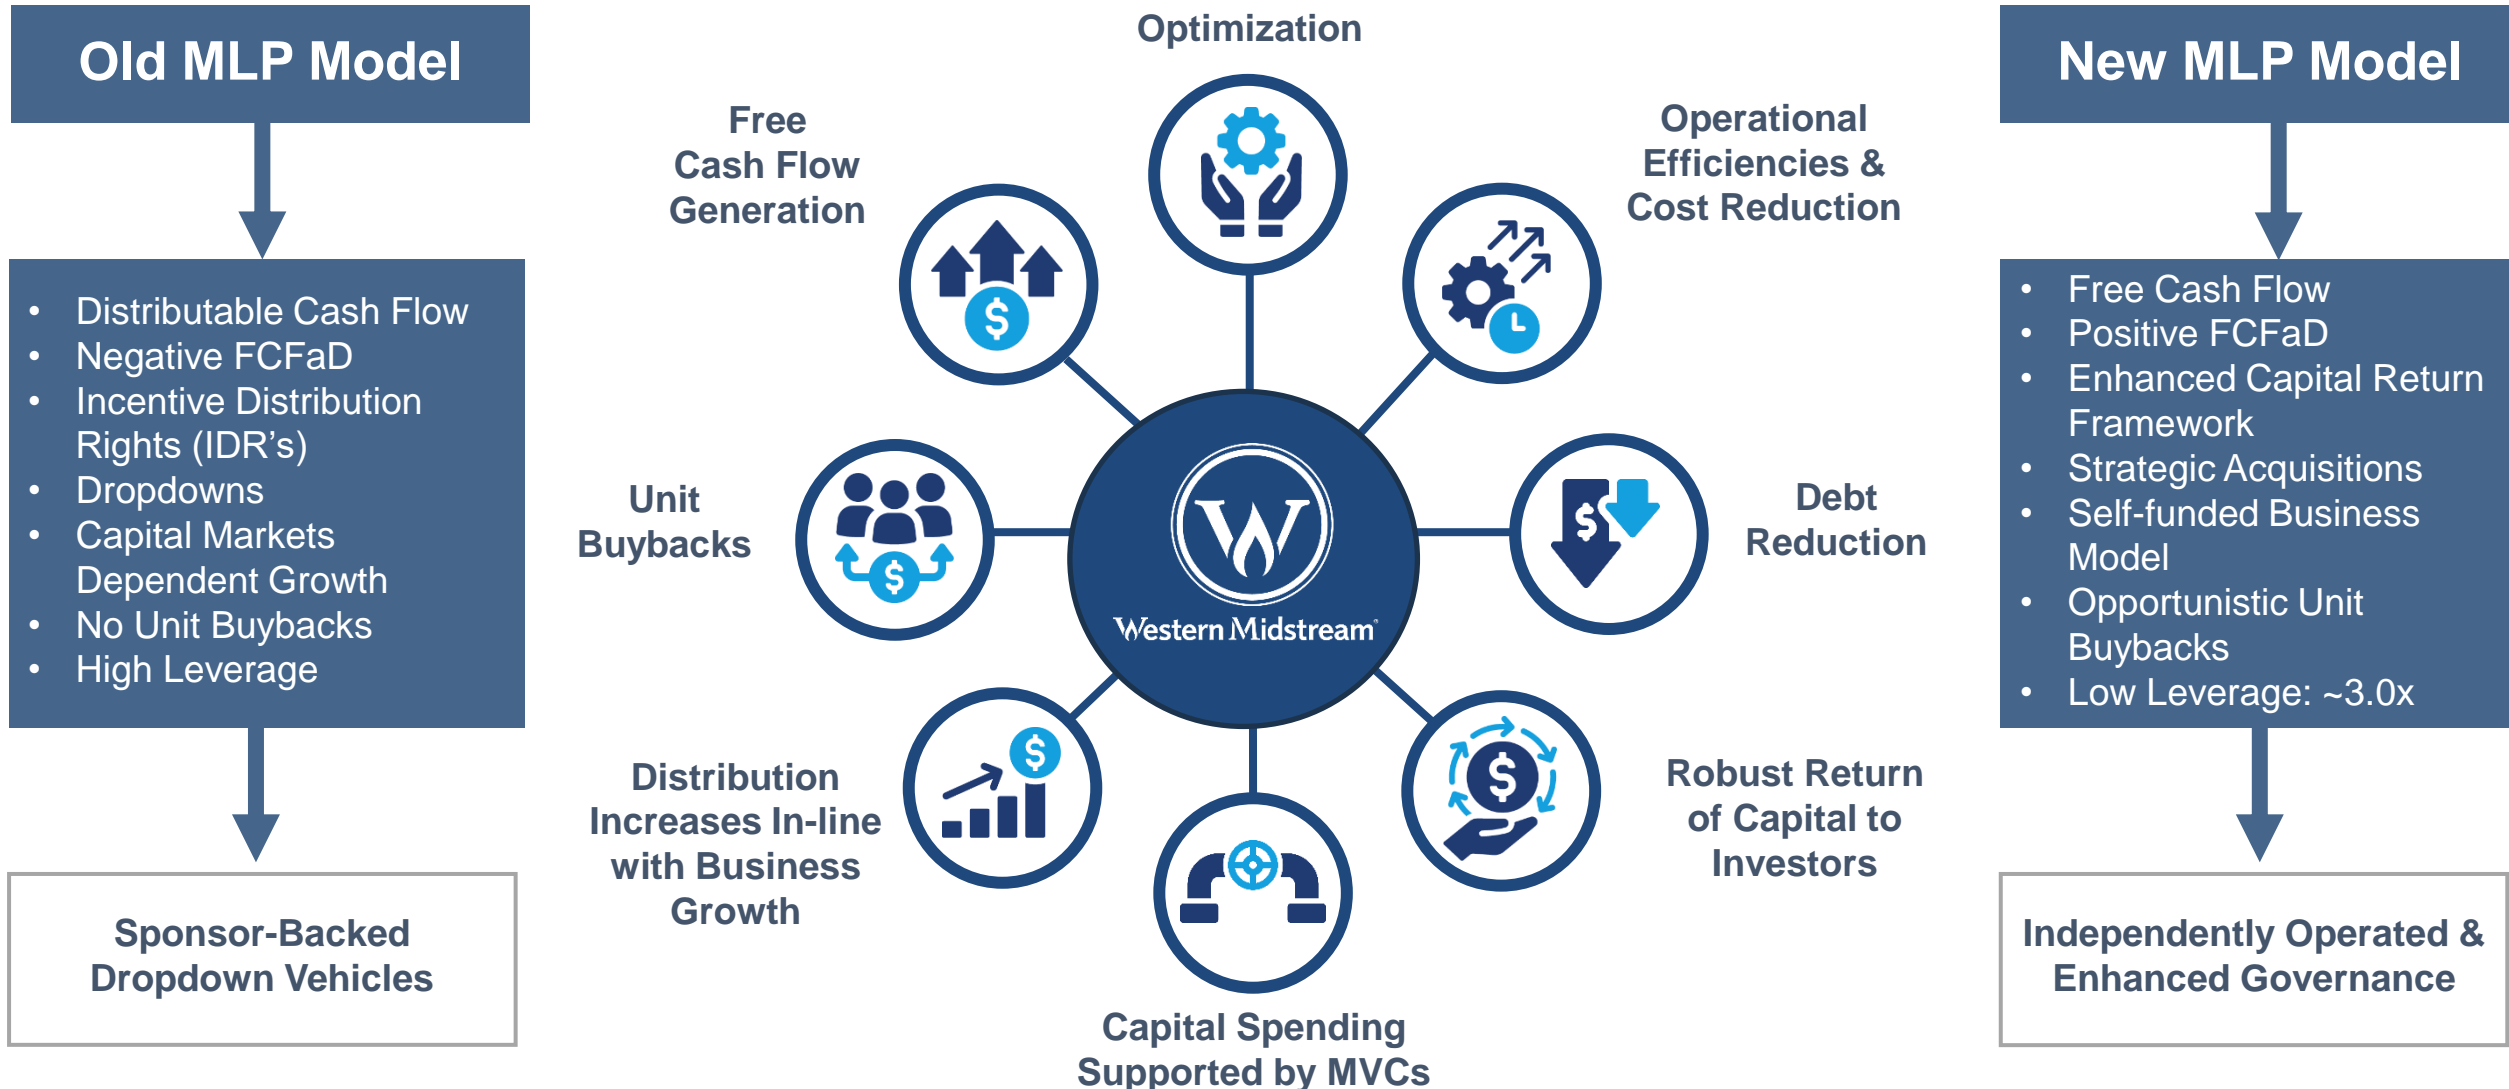 Old MLP Model
• Distributable Cash Flow
• Negative FCFaD
• Incentive Distribution
Rights (IDR’s)
• Dropdowns
• Capital Markets
Dependent Growth
• No Unit Buybacks
• High Leverage
Sponsor-Backed
Dropdown Vehicles
Optimization
Free
Cash Flow
Generation
$
Operational
Efficiencies &
Cost Reduction
Unit
Buybacks
$
W
Western Midstream®
$
Debt
Reduction
Distribution
Increases In-line
with Business
Growth
$
$
Robust Return
of Capital to
Investors
Capital Spending
Supported by MVCs
New MLP Model
• Free Cash Flow
• Positive FCFaD
• Enhanced Capital Return
Framework
• Strategic Acquisitions
• Self-funded Business
Model
• Opportunistic Unit
Buybacks
• Low Leverage: ~3.0x
Independently Operated &
Enhanced Governance